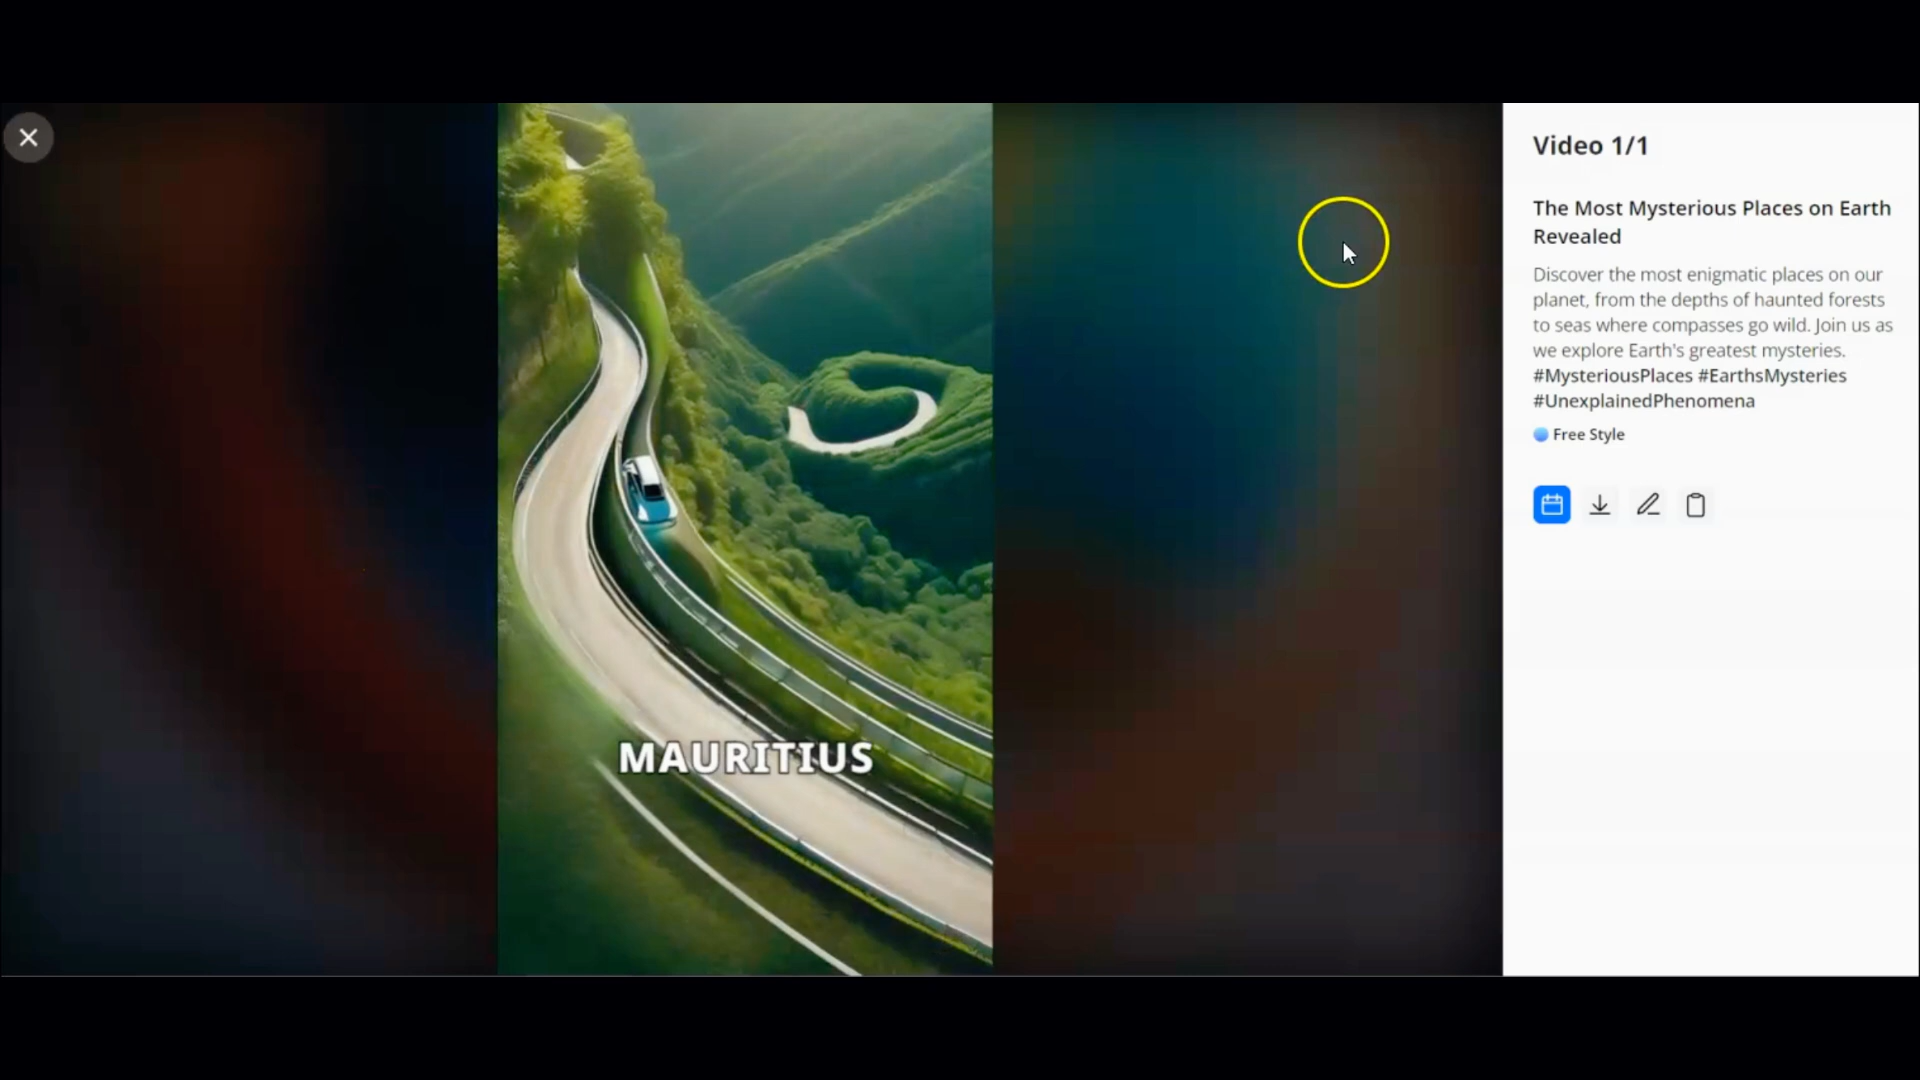 Video 1/1
The Most Mysterious Places on Earth
Revealed
Discover the most enigmatic places on our
planet, from the depths of haunted forests
to seas where compasses go wild. Join us as
we explore Earth's greatest mysteries.
#MysteriousPlaces #EarthsMysteries
#UnexplainedPhenomena
Free Style
MAURITIUS